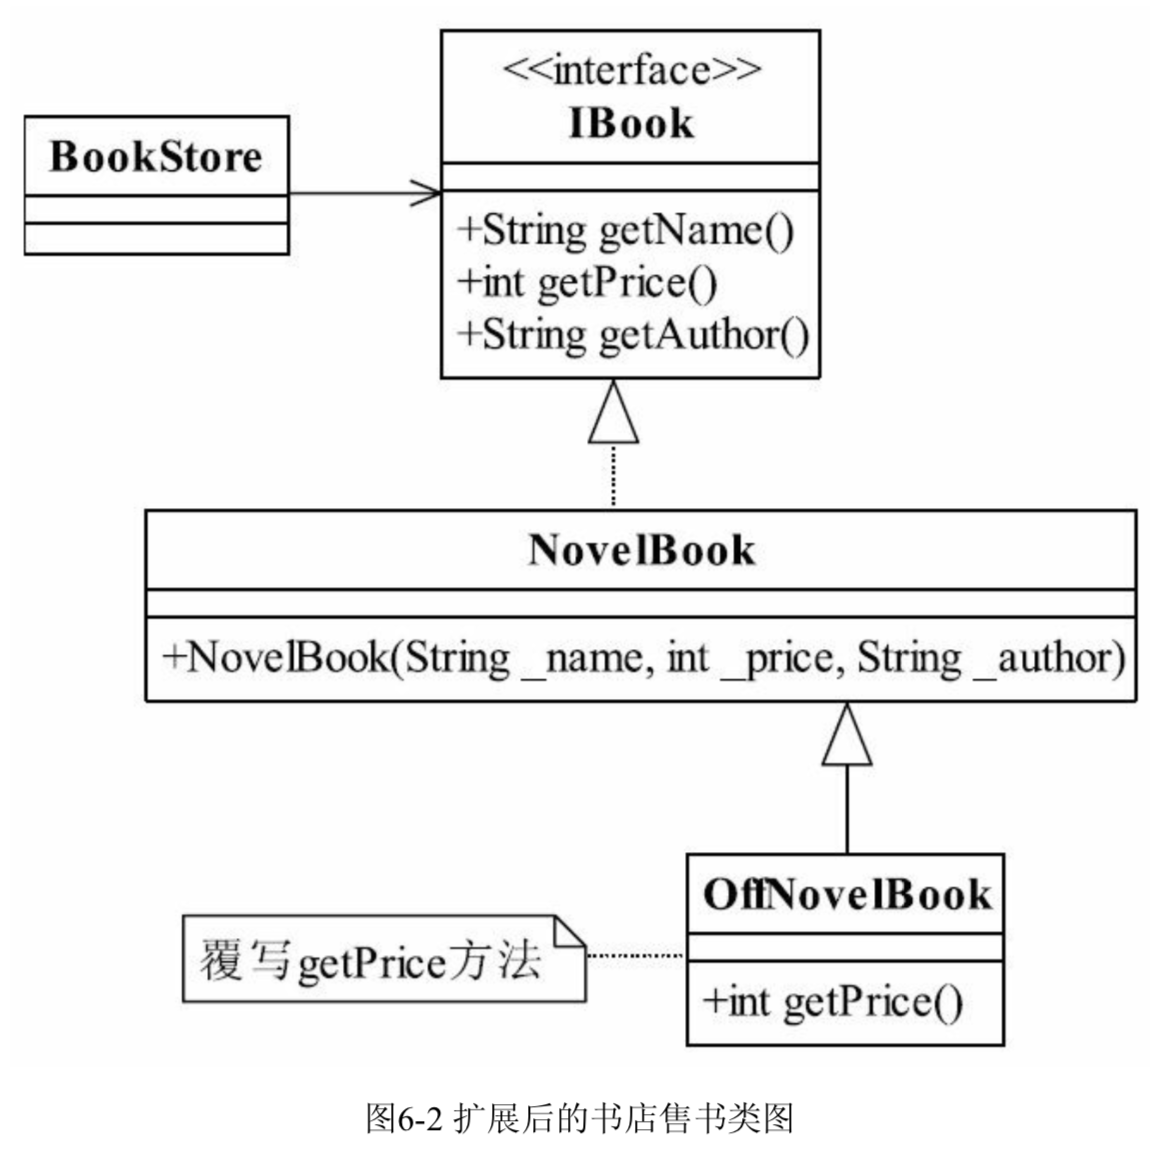 <<interface>>
IBook
BookStore
+String getName()
+int getPrice()
+String getAuthor()
NovelBook
+NovelBook(String _name, int _price, String _author)
OffNovelBook
覆写getPrice方法
+int getPrice()
图6-2 扩展后的书店售书类图